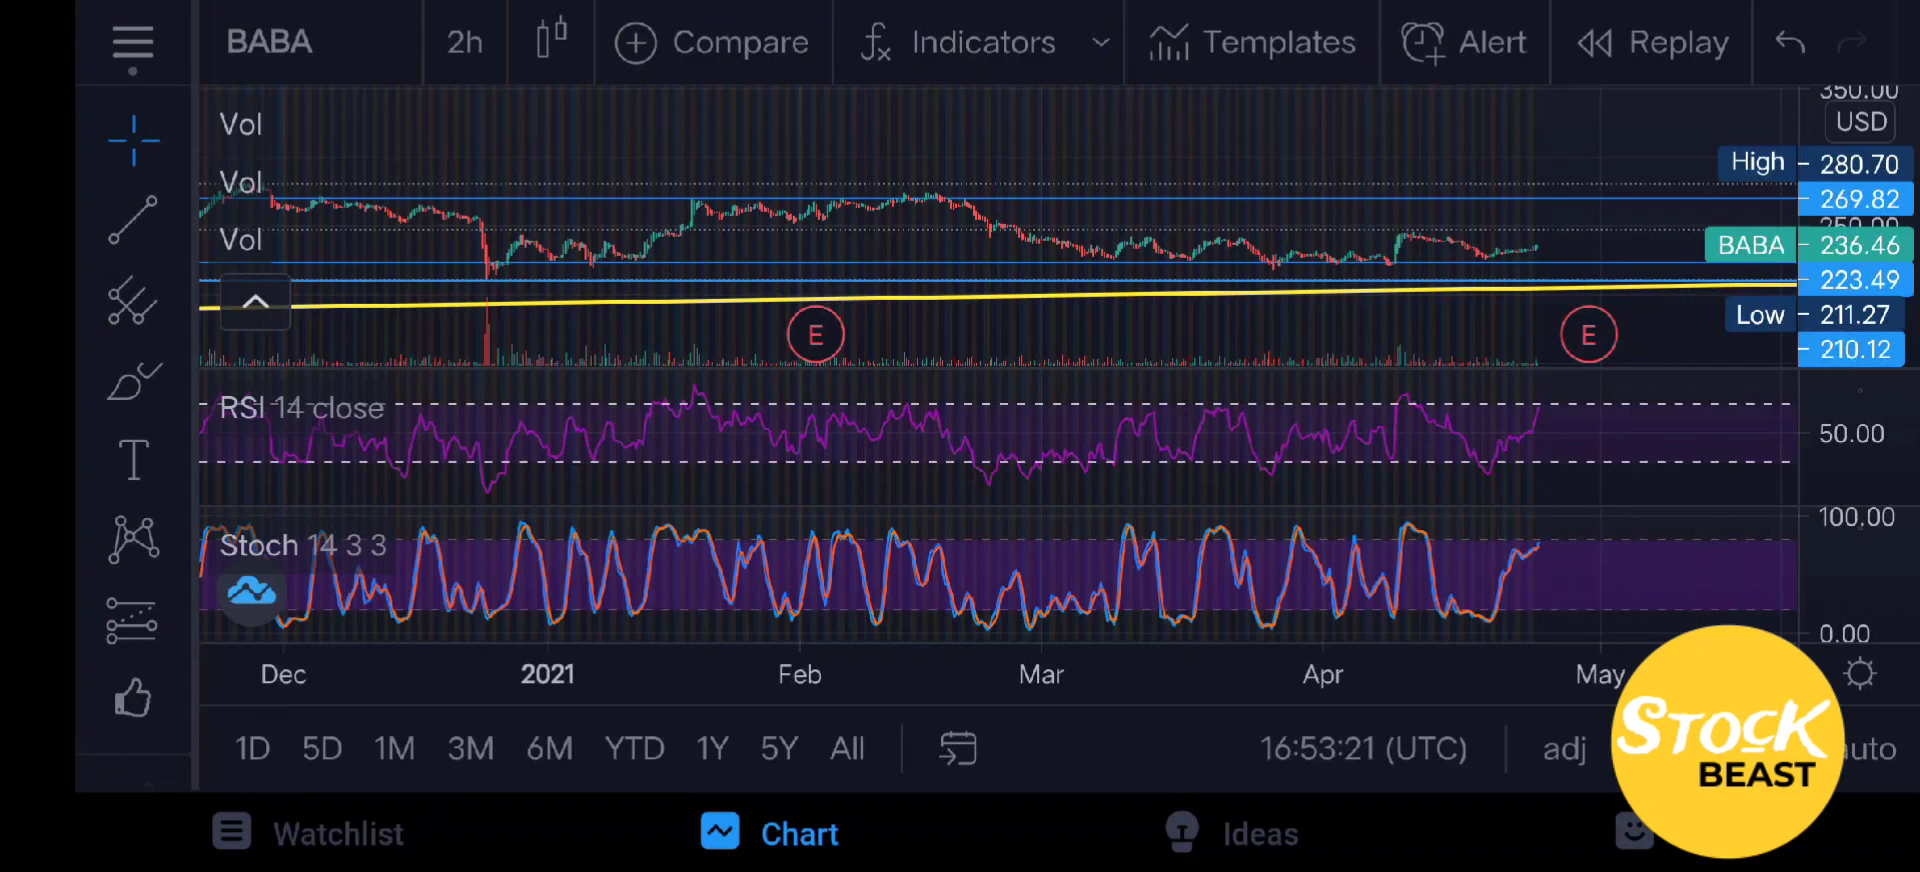 BABA 2h Compare Indicators Templates Alert Replay
350.00
Vol
USD
High 280.70
Vol
269.82
250.00
Vol
BABA 236.46
223.49
Low 211.27
E E
210.12
RSI 14 close
50.00
100.00
Stoch 14 3 3
0.00
Dec 2021 Feb Mar Apr May
1D 5D 1M 3M 6M YTD 1Y 5Y All 16:53:21 (UTC) adj auto
STOCK
BEAST
Watchlist Chart Ideas